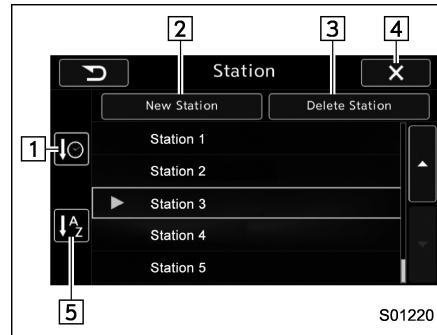 2 3 4
Station
New Station Delete Station
Station 1
1
Station 2
Station 3
A
Z
Station 4
Station 5
5
S01220